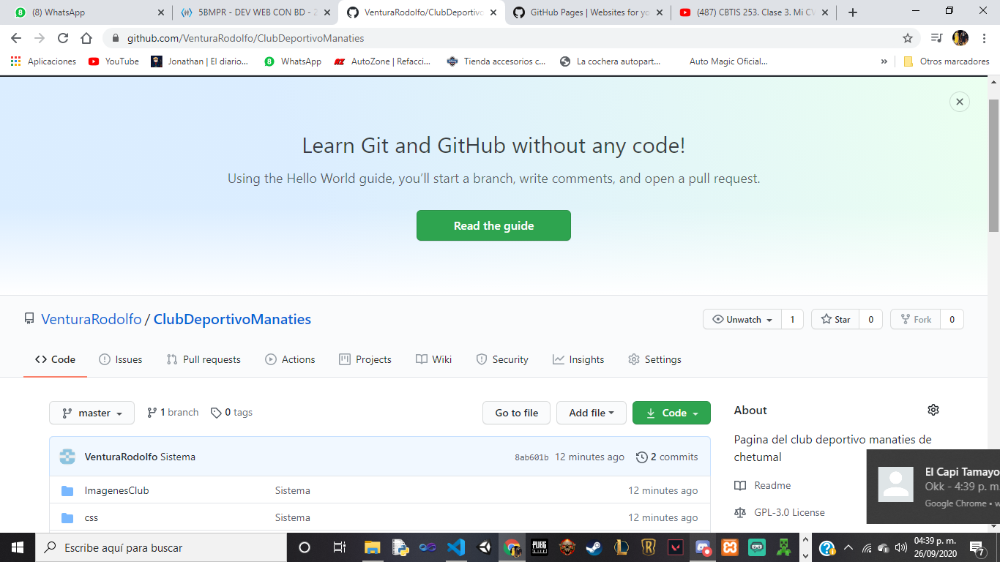 (8) WhatsApp
5BMPR - DEV WEB CON BD - 2
VenturaRodolfo/ClubDeportivo
GitHub Pages | Websites for yo
(487) CBTIS 253. Clase 3. Mi CV
github.com/VenturaRodolfo/ClubDeportivoManaties
Aplicaciones
YouTube
Jonathan | El diario...
WhatsApp
AutoZone | Refacci...
Tienda accesorios c...
La cochera autopart...
Auto Magic Oficial...
»
Otros marcadores
Learn Git and GitHub without any code!
Using the Hello World guide, you’ll start a branch, write comments, and open a pull request.
Read the guide
VenturaRodolfo / ClubDeportivoManaties
Unwatch 1
Star 0
Fork 0
Code
Issues
Pull requests
Actions
Projects
Wiki
Security
Insights
Settings
master
1 branch
0 tags
Go to file
Add file
Code
About
Pagina del club deportivo manaties de
chetumal
VenturaRodolfo Sistema
8ab601b 12 minutes ago
2 commits
ImagenesClub Sistema 12 minutes ago
css Sistema 12 minutes ago
Readme
GPL-3.0 License
El Capi Tamayo
Okk - 4:39 p. m.
Google Chrome • w
Escribe aquí para buscar
PUBG
04:39 p. m.
26/09/2020
7